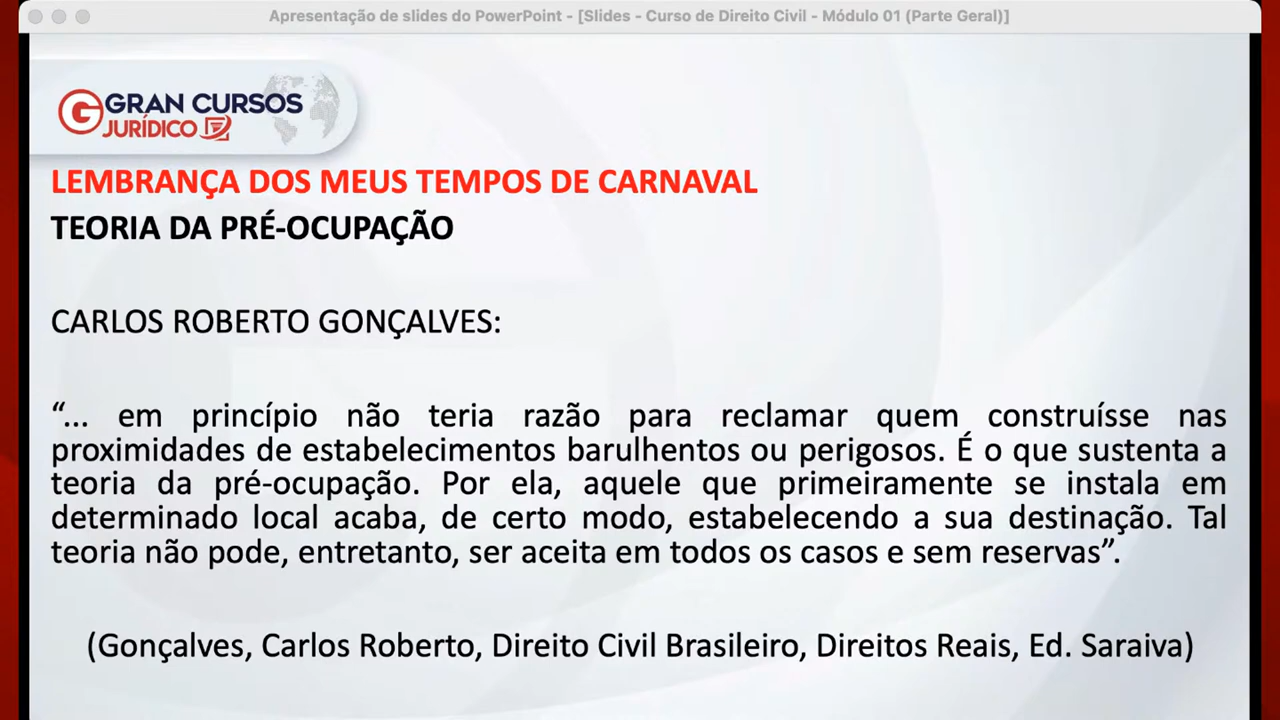 Apresentação de slides do PowerPoint - [Slides - Curso de Direito Civil - Módulo 01 (Parte Geral)]
GRAN CURSOS
JURÍDICO
LEMBRANÇA DOS MEUS TEMPOS DE CARNAVAL
TEORIA DA PRÉ-OCUPAÇÃO
CARLOS ROBERTO GONÇALVES:
“... em princípio não teria razão para reclamar quem construísse nas
proximidades de estabelecimentos barulhentos ou perigosos. É o que sustenta a
teoria da pré-ocupação. Por ela, aquele que primeiramente se instala em
determinado local acaba, de certo modo, estabelecendo a sua destinação. Tal
teoria não pode, entretanto, ser aceita em todos os casos e sem reservas”.
(Gonçalves, Carlos Roberto, Direito Civil Brasileiro, Direitos Reais, Ed. Saraiva)